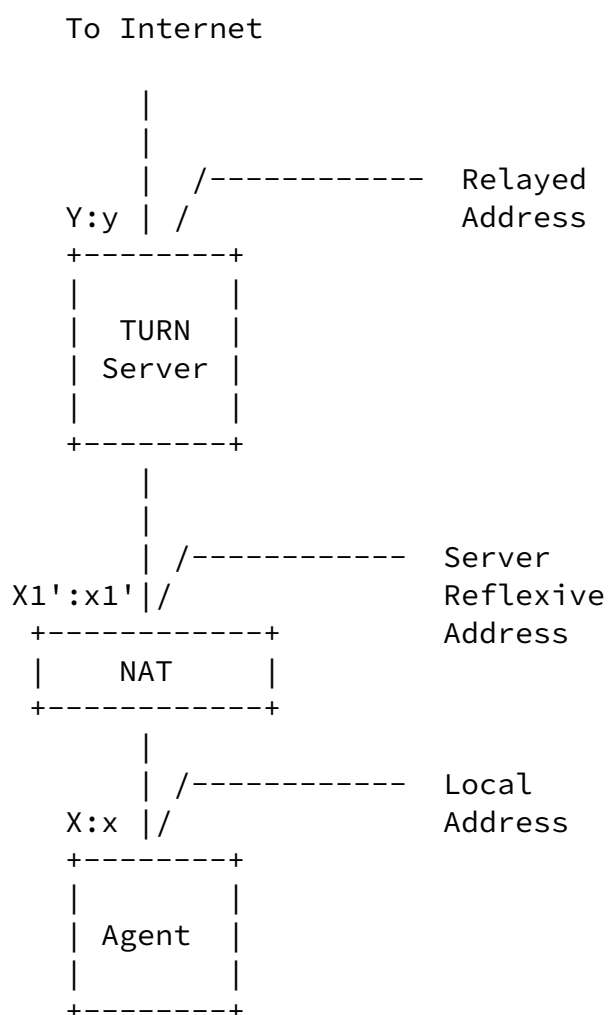 To Internet
|
|
| /------------ Relayed
Y:y | / Address
+--------+
| |
| TURN |
| Server |
| |
+--------+
|
|
| /------------ Server
X1':x1'|/ Reflexive
+------------+ Address
| NAT |
+------------+
|
| /------------ Local
X:x |/ Address
+--------+
| |
| Agent |
| |
+--------+